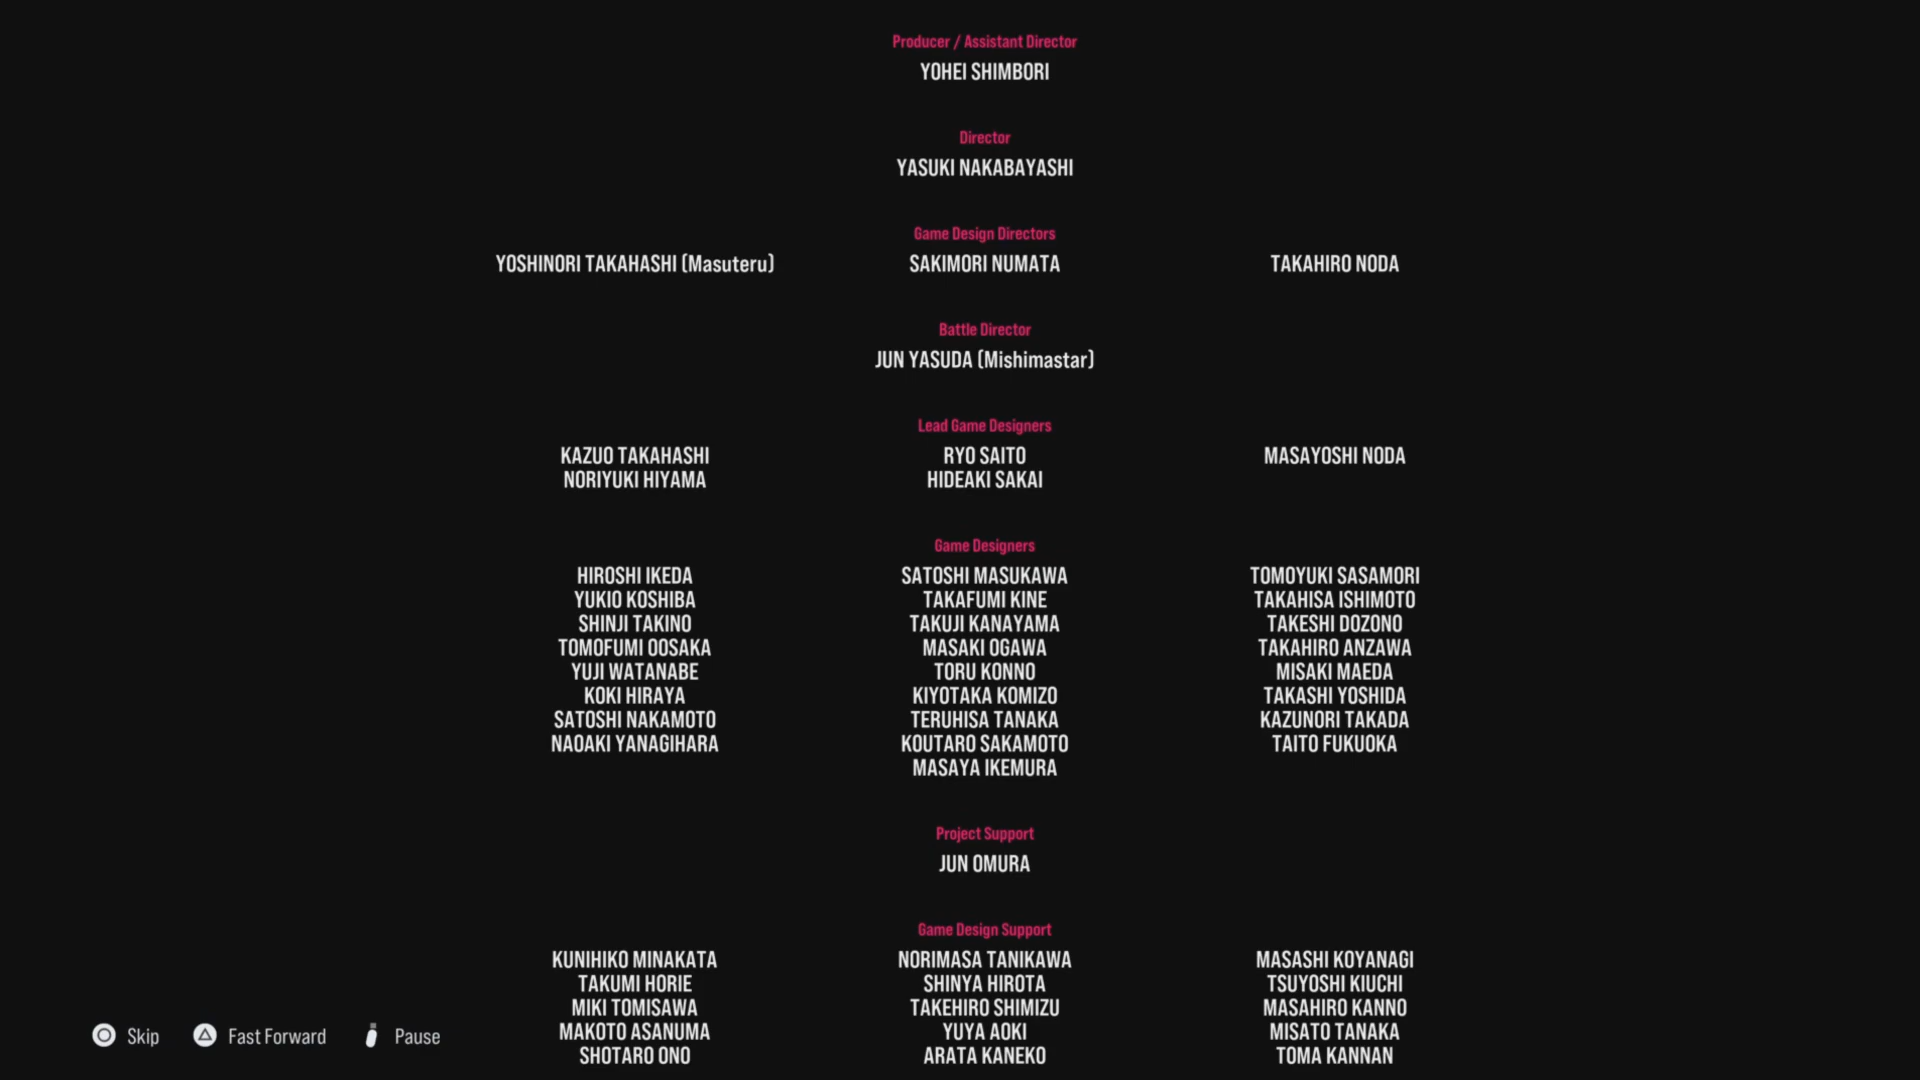 Producer / Assistant Director
YOHEI SHIMBORI
Director
YASUKI NAKABAYASHI
Game Design Directors
YOSHINORI TAKAHASHI (Masuteru) SAKIMORI NUMATA TAKAHIRO NODA
Battle Director
JUN YASUDA (Mishimastar)
Lead Game Designers
KAZUO TAKAHASHI RYO SAITO MASAYOSHI NODA
NORIYUKI HIYAMA HIDEAKI SAKAI
Game Designers
HIROSHI IKEDA SATOSHI MASUKAWA TOMOYUKI SASAMORI
YUKIO KOSHIBA TAKAFUMI KINE TAKAHISA ISHIMOTO
SHINJI TAKINO TAKUJI KANAYAMA TAKESHI DOZONO
TOMOFUMI OOSAKA MASAKI OGAWA TAKAHIRO ANZAWA
YUJI WATANABE TORU KONNO MISAKI MAEDA
KOKI HIRAYA KIYOTAKA KOMIZO TAKASHI YOSHIDA
SATOSHI NAKAMOTO TERUHISA TANAKA KAZUNORI TAKADA
NAOAKI YANAGIHARA KOUTARO SAKAMOTO TAITO FUKUOKA
MASAYA IKEMURA
Project Support
JUN OMURA
Game Design Support
KUNIHIKO MINAKATA NORIMASA TANIKAWA MASASHI KOYANAGI
TAKUMI HORIE SHINYA HIROTA TSUYOSHI KIUCHI
MIKI TOMISAWA TAKEHIRO SHIMIZU MASAHIRO KANNO
MAKOTO ASANUMA YUYA AOKI MISATO TANAKA
SHOTARO ONO ARATA KANEKO TOMA KANNAN
Skip Fast Forward Pause